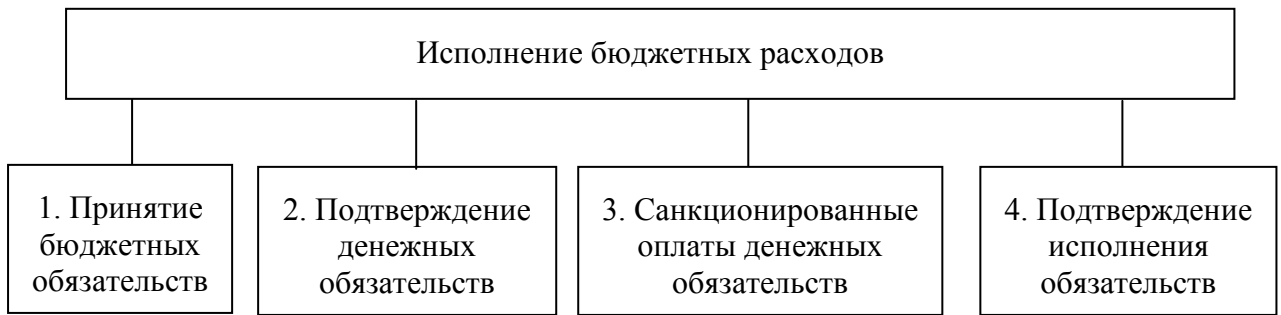 Исполнение бюджетных расходов
1. Принятие
бюджетных
обязательств
2. Подтверждение
денежных
обязательств
3. Санкционированные
оплаты денежных
обязательств
4. Подтверждение
исполнения
обязательств